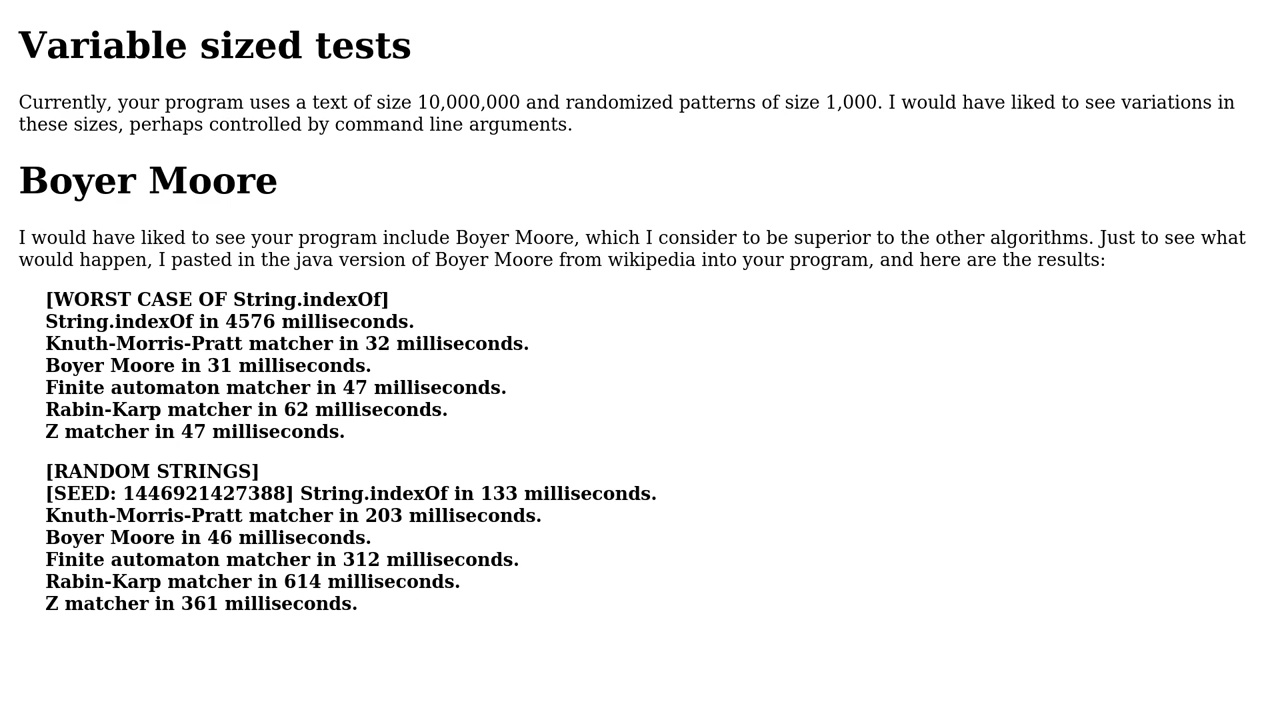 Variable sized tests
Currently, your program uses a text of size 10,000,000 and randomized patterns of size 1,000. I would have liked to see variations in
these sizes, perhaps controlled by command line arguments.
Boyer Moore
I would have liked to see your program include Boyer Moore, which I consider to be superior to the other algorithms. Just to see what
would happen, I pasted in the java version of Boyer Moore from wikipedia into your program, and here are the results:
[WORST CASE OF String.indexOf]
String.indexOf in 4576 milliseconds.
Knuth-Morris-Pratt matcher in 32 milliseconds.
Boyer Moore in 31 milliseconds.
Finite automaton matcher in 47 milliseconds.
Rabin-Karp matcher in 62 milliseconds.
Z matcher in 47 milliseconds.
[RANDOM STRINGS]
[SEED: 1446921427388] String.indexOf in 133 milliseconds.
Knuth-Morris-Pratt matcher in 203 milliseconds.
Boyer Moore in 46 milliseconds.
Finite automaton matcher in 312 milliseconds.
Rabin-Karp matcher in 614 milliseconds.
Z matcher in 361 milliseconds.